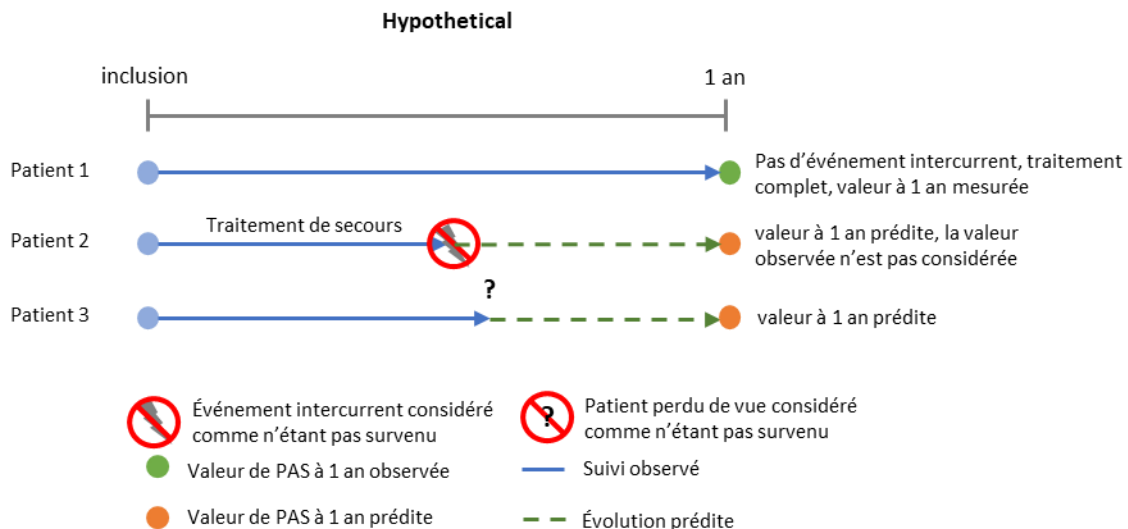 Hypothetical
inclusion
1 an
Patient 1
Pas d’événement intercurrent, traitement
complet, valeur à 1 an mesurée
Patient 2
Traitement de secours
valeur à 1 an prédite, la valeur
observée n’est pas considérée
?
Patient 3
valeur à 1 an prédite
Événement intercurrent considéré
comme n’étant pas survenu
?
Patient perdu de vue considéré
comme n’étant pas survenu
Valeur de PAS à 1 an observée
Suivi observé
Valeur de PAS à 1 an prédite
Évolution prédite